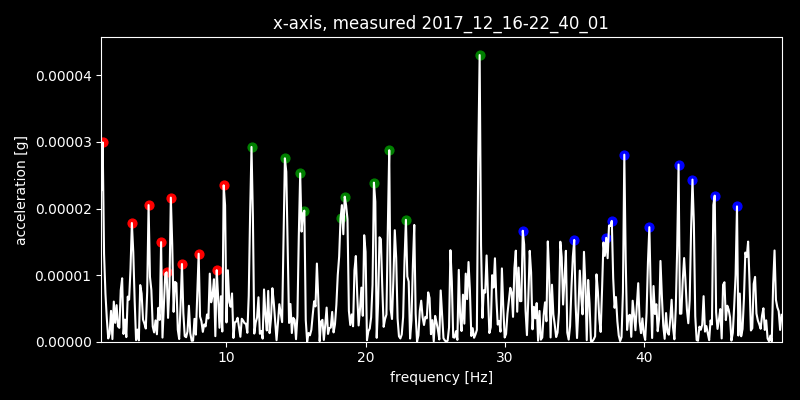 x-axis, measured 2017_12_16-22_40_01
acceleration [g]
0.00004
0.00003
0.00002
0.00001
0.00000
10 20 30 40
frequency [Hz]